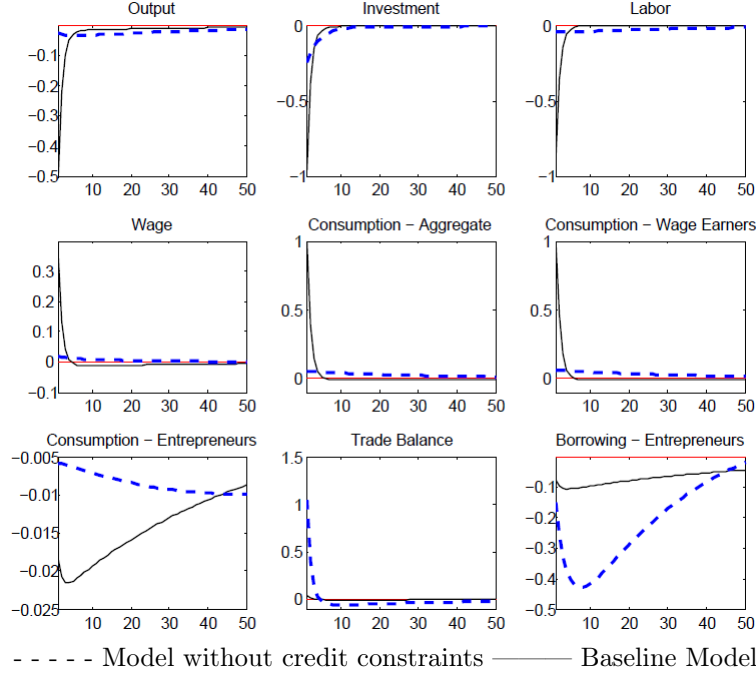 Output Investment Labor
−0.1
−0.2
−0.3
−0.4
−0.5
10 20 30 40 50
0
−0.5
−1
10 20 30 40 50
0
−0.5
−1
10 20 30 40 50
Wage Consumption − Aggregate Consumption − Wage Earners
0.3
0.2
0.1
0
−0.1
10 20 30 40 50
1
0.5
0
10 20 30 40 50
1
0.5
0
10 20 30 40 50
Consumption − Entrepreneurs Trade Balance Borrowing − Entrepreneurs
−0.005
−0.01
−0.015
−0.02
−0.025
10 20 30 40 50
1.5
1
0.5
0
10 20 30 40 50
−0.1
−0.2
−0.3
−0.4
−0.5
10 20 30 40 50
- - - - - Model without credit constraints ——— Baseline Model